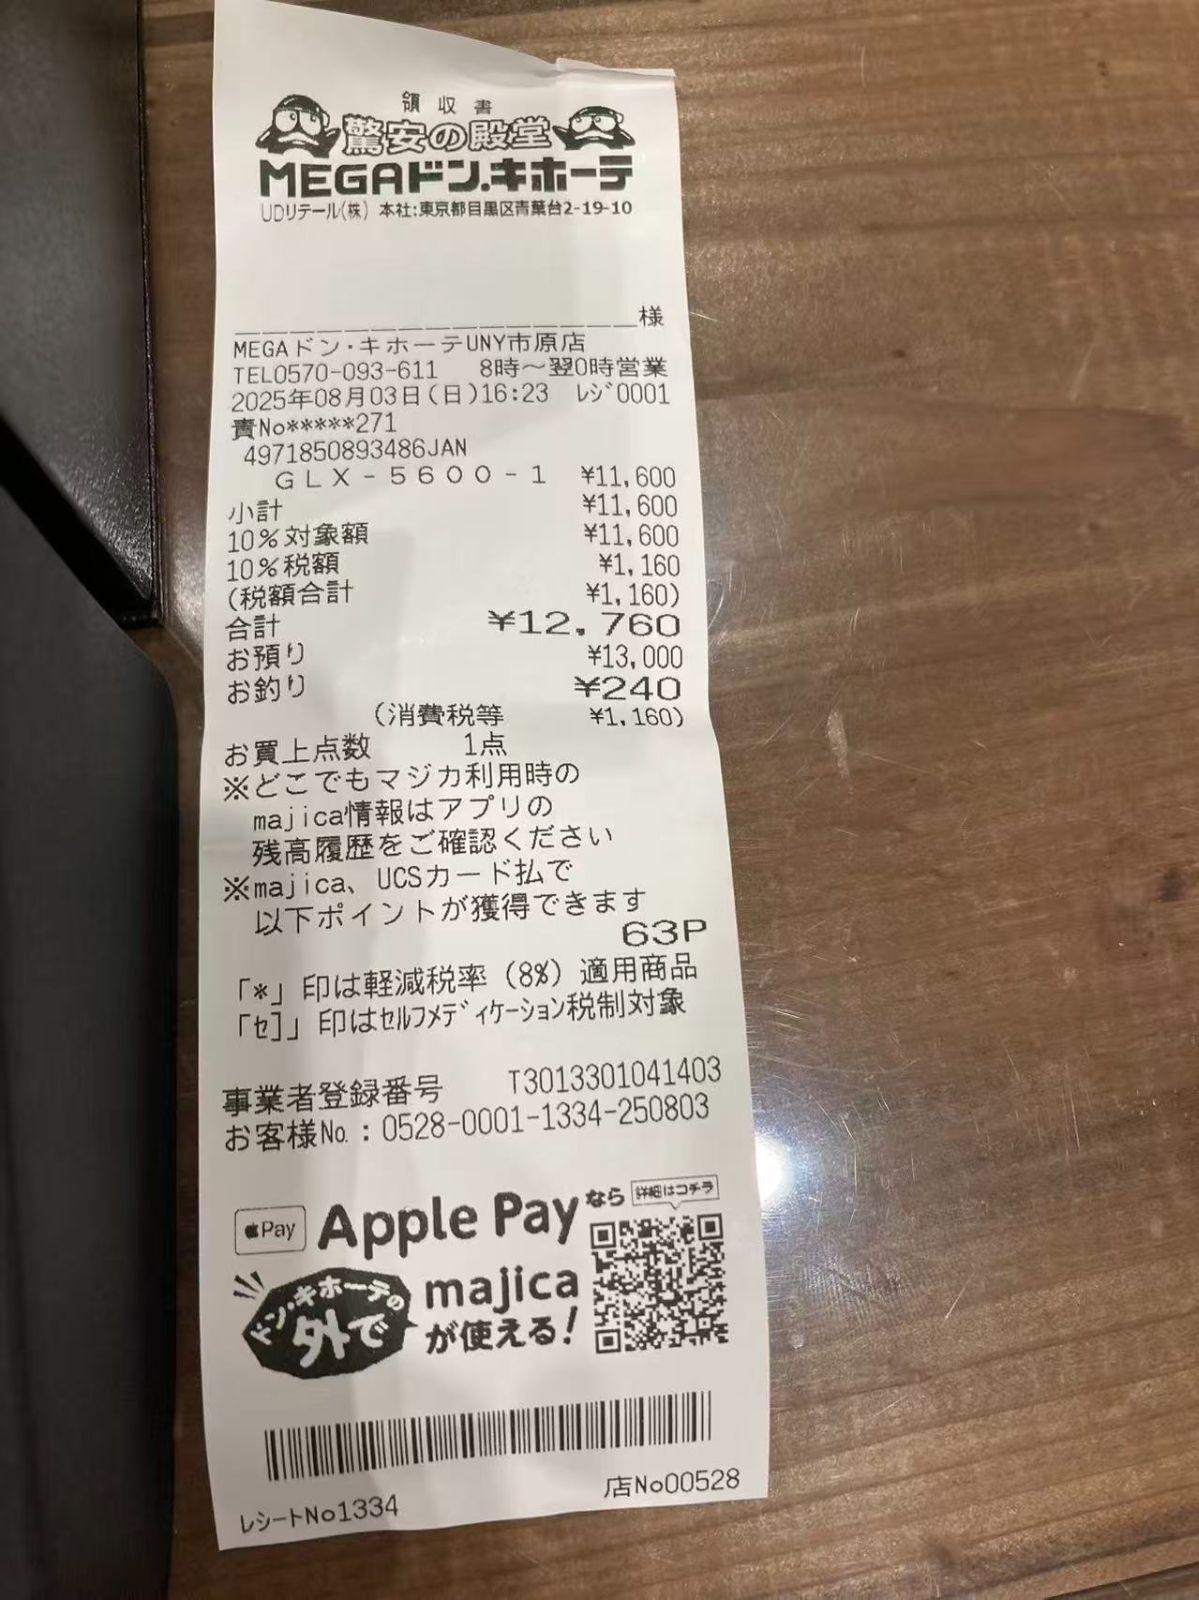 領収書
驚安の殿堂
MEGAドン.キホーテ
UDリテール(株) 本社:東京都目黒区青葉台2-19-10
様
MEGAドン・キホーテUNY市原店
TEL0570-093-611 8時〜翌0時営業
2025年08月03日(日)16:23 レジ0001
責No*****271
4971850893486JAN
GLX-5600-1 ¥11,600
小計 ¥11,600
10%対象額 ¥11,600
10%税額 ¥1,160
(税額合計 ¥1,160)
合計 ¥12,760
お預り ¥13,000
お釣り ¥240
(消費税等 ¥1,160)
お買上点数 1点
※どこでもマジカ利用時の
majica情報はアプリの
残高履歴をご確認ください
※majica、UCSカード払で
以下ポイントが獲得できます
63P
「*」印は軽減税率(8%)適用商品
「セ]」印はセルフメディケーション税制対象
事業者登録番号 T3013301041403
お客様No.:0528-0001-1334-250803
Pay Apple Payなら 詳細はコチラ
ドン・キホーテの外で majicaが使える!
店No00528
レシートNo1334